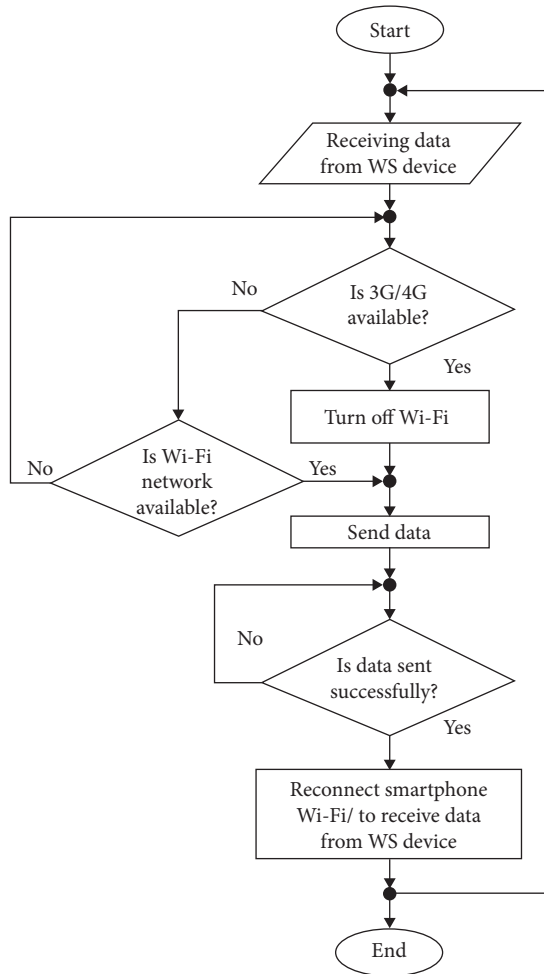 Start
Receiving data
from WS device
No
Is 3G/4G
available?
Yes
Turn off Wi-Fi
No
Is Wi-Fi
network
available?
Yes
Send data
No
Is data sent
successfully?
Yes
Reconnect smartphone
Wi-Fi/ to receive data
from WS device
End